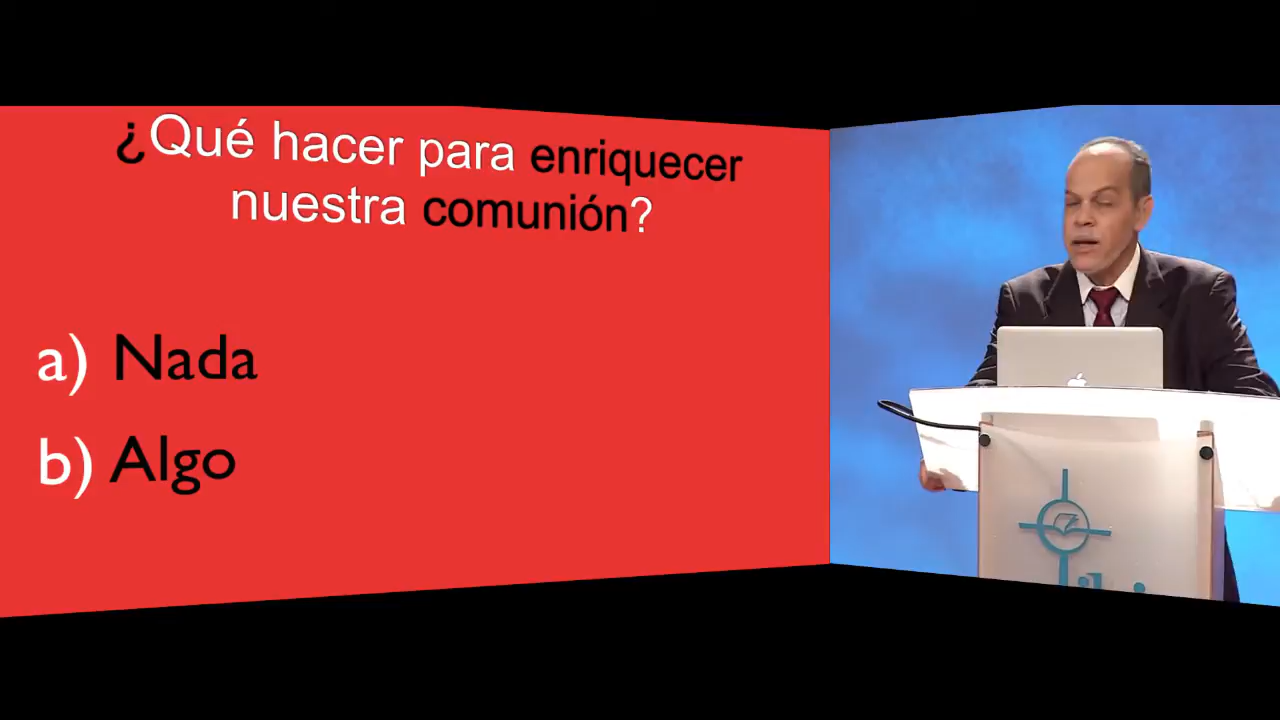 ¿Qué hacer para enriquecer
nuestra comunión?
a) Nada
b) Algo